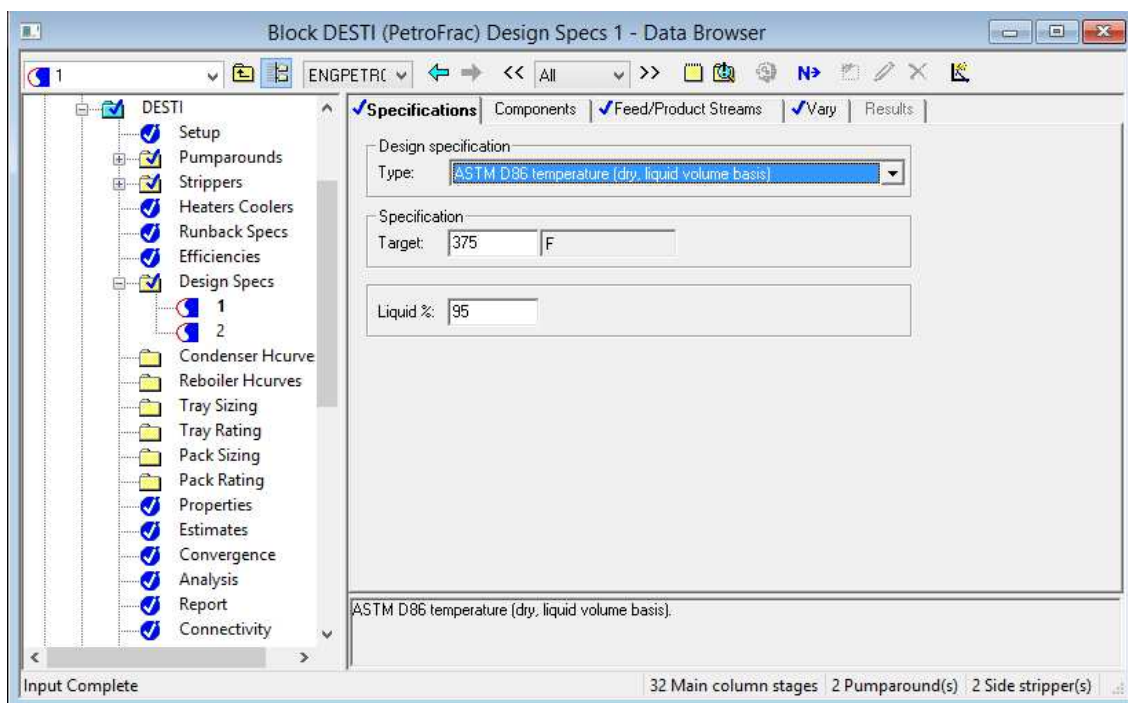 Block DESTI (PetroFrac) Design Specs 1 - Data Browser
1 ENGPETRC << All >> N→
DESTI
Setup
Pumparounds
Strippers
Heaters Coolers
Runback Specs
Efficiencies
Design Specs
1
2
Condenser Hcurve
Reboiler Hcurves
Tray Sizing
Tray Rating
Pack Sizing
Pack Rating
Properties
Estimates
Convergence
Analysis
Report
Connectivity
Specifications Components Feed/Product Streams Vary Results
Design specification
Type: ASTM D86 temperature (dry, liquid volume basis)
Specification
Target: 375 F
Liquid %: 95
ASTM D86 temperature (dry, liquid volume basis).
Input Complete 32 Main column stages 2 Pumparound(s) 2 Side stripper(s)